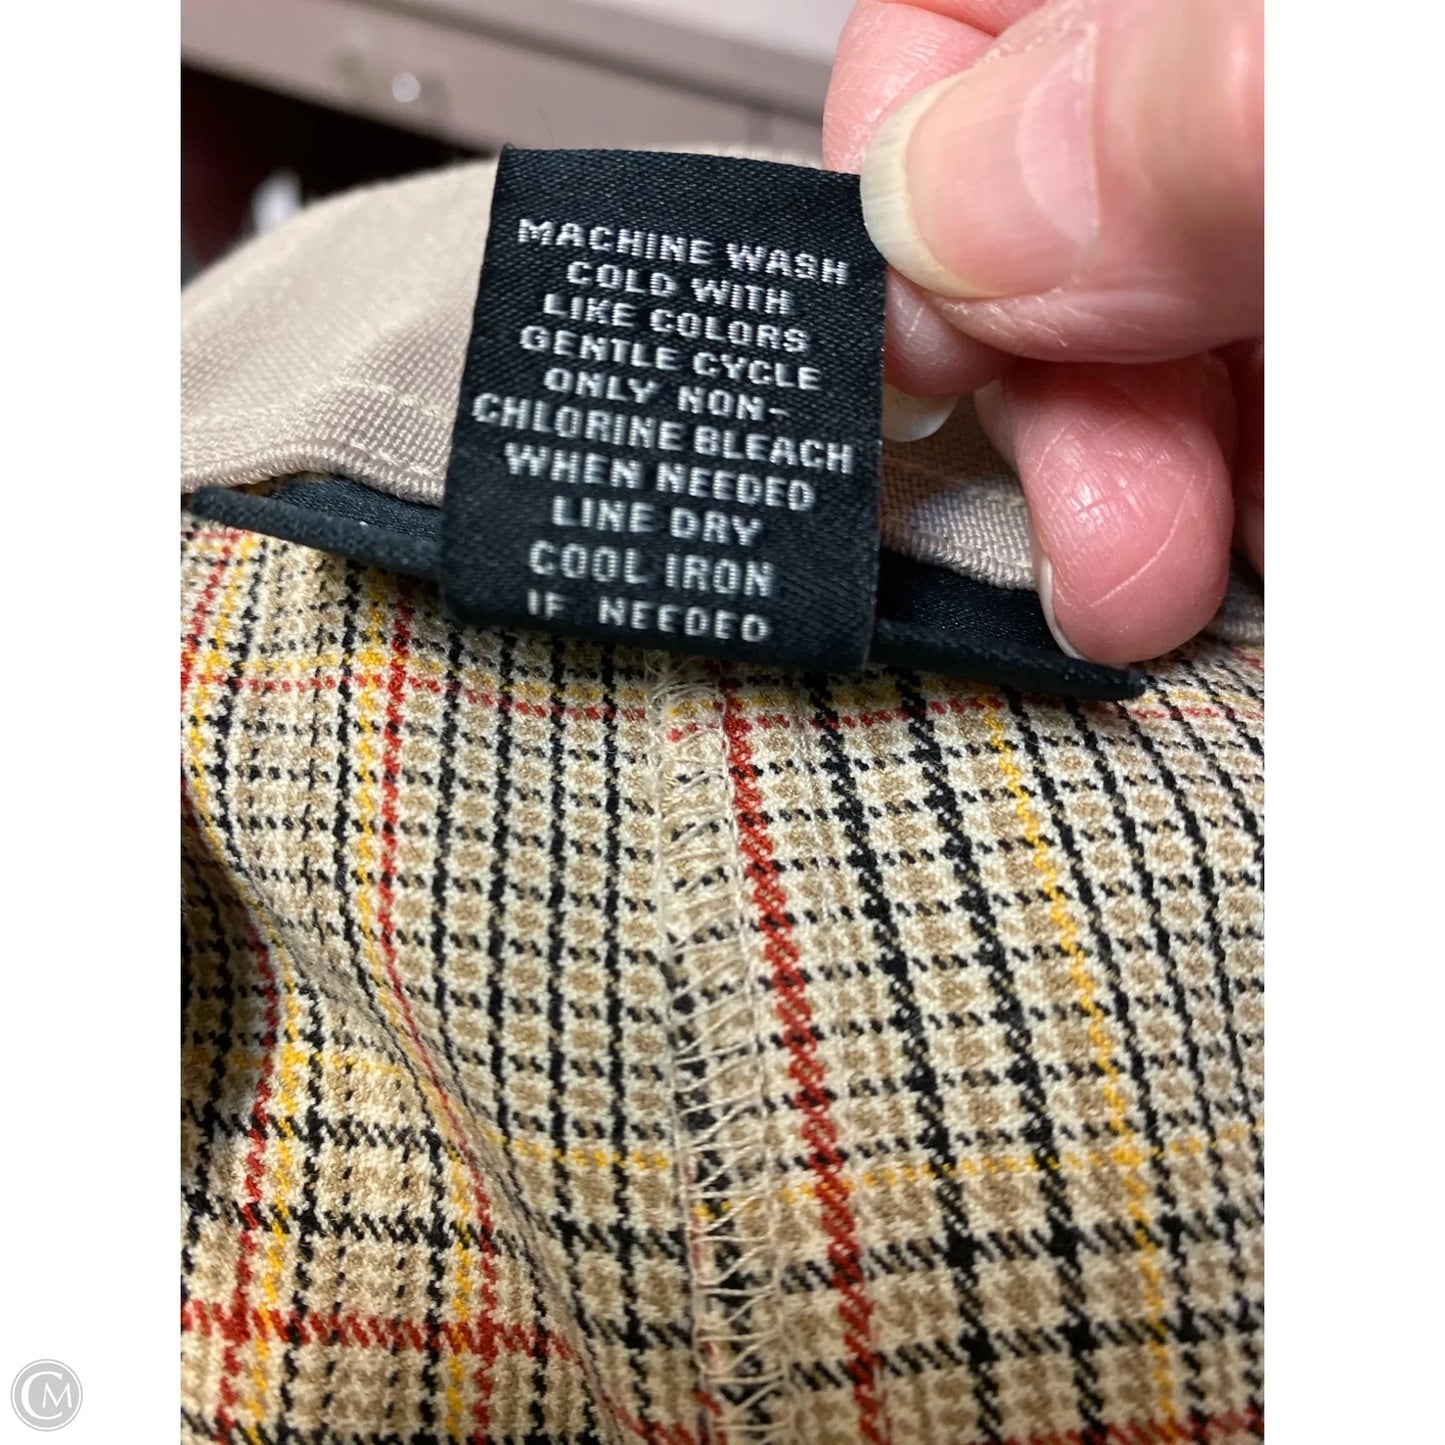 MACHINE WASH
COLD WITH
LIKE COLORS
GENTLE CYCLE
ONLY NON-
CHLORINE BLEACH
WHEN NEEDED
LINE DRY
COOL IRON
IF NEEDED
CM